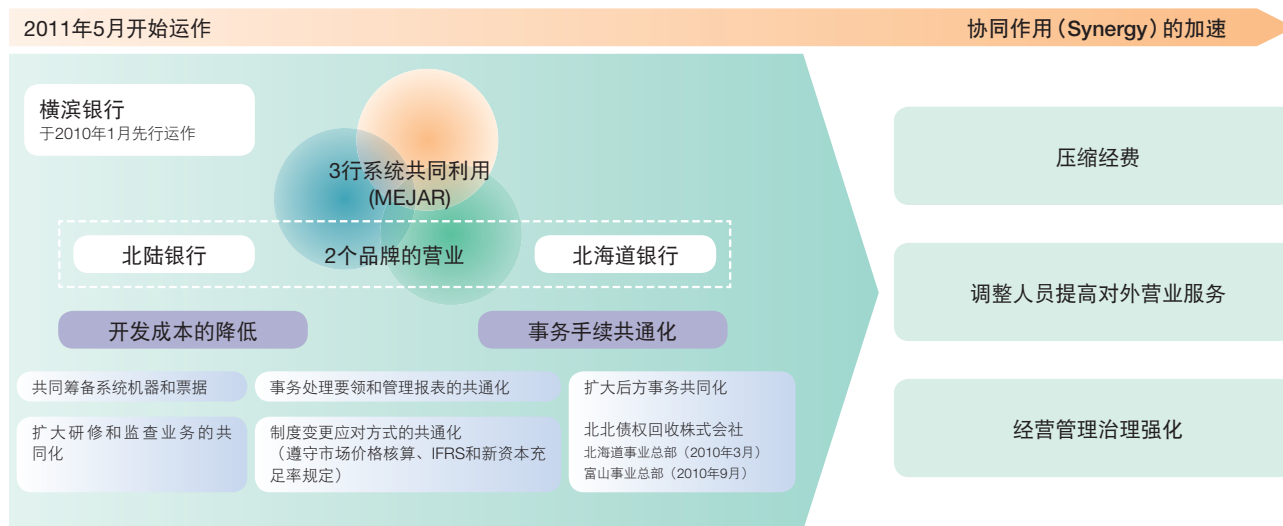 2011年5月开始运作
协同作用（Synergy）的加速
横滨银行
于2010年1月先行运作
3行系统共同利用
(MEJAR)
北陆银行
2个品牌的营业
北海道银行
开发成本的降低
事务手续共通化
共同筹备系统机器和票据
扩大研修和监查业务的共
同化
事务处理要领和管理报表的共通化
制度变更应对方式的共通化
（遵守市场价格核算、IFRS和新资本充
足率规定）
扩大后方事务共同化
北北债权回收株式会社
北海道事业总部（2010年3月）
富山事业总部（2010年9月）
压缩经费
调整人员提高对外营业服务
经营管理治理强化